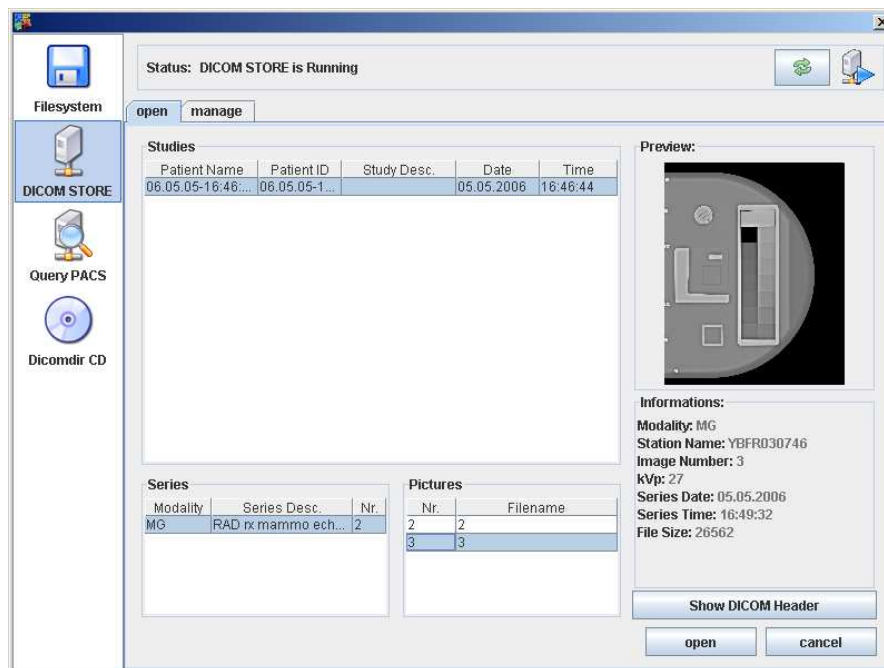 Status: DICOM STORE is Running
Filesystem
DICOM STORE
Query PACS
Dicomdir CD
open manage
Studies
Patient Name Patient ID Study Desc. Date Time
06.05.05-16:46:... 06.05.05-1... 05.05.2006 16:46:44
Series
Modality Series Desc. Nr.
MG RAD rx mammo ech... 2
Pictures
Nr. Filename
2 2
3 3
Preview:
Informations:
Modality: MG
Station Name: YBFR030746
Image Number: 3
kVp: 27
Series Date: 05.05.2006
Series Time: 16:49:32
File Size: 26562
Show DICOM Header
open cancel